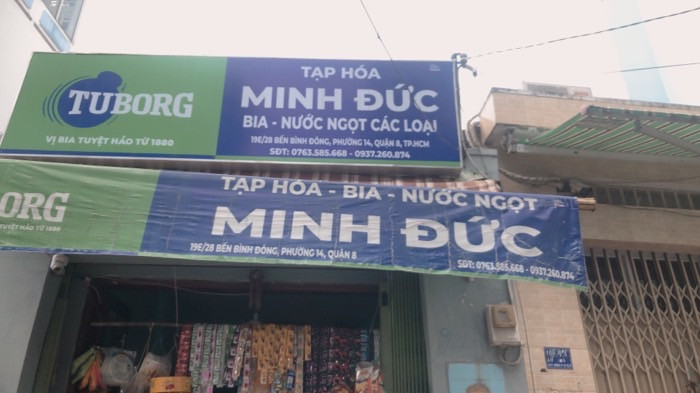 TUBORG
VỊ BIA TUYỆT HẢO TỪ 1880
TẠP HÓA
MINH ĐỨC
BIA - NƯỚC NGỌT CÁC LOẠI
19E/28 BẾN BÌNH ĐÔNG, PHƯỜNG 14, QUẬN 8, TP.HCM
SĐT: 0763.585.668 - 0937.260.874
ORG
TUYỆT HẢO TỪ 1880
TẠP HÓA - BIA - NƯỚC NGỌT
MINH ĐỨC
19E/28 BẾN BÌNH ĐÔNG, PHƯỜNG 14, QUẬN 8
SĐT: 0763.585.668 - 0937.260.874